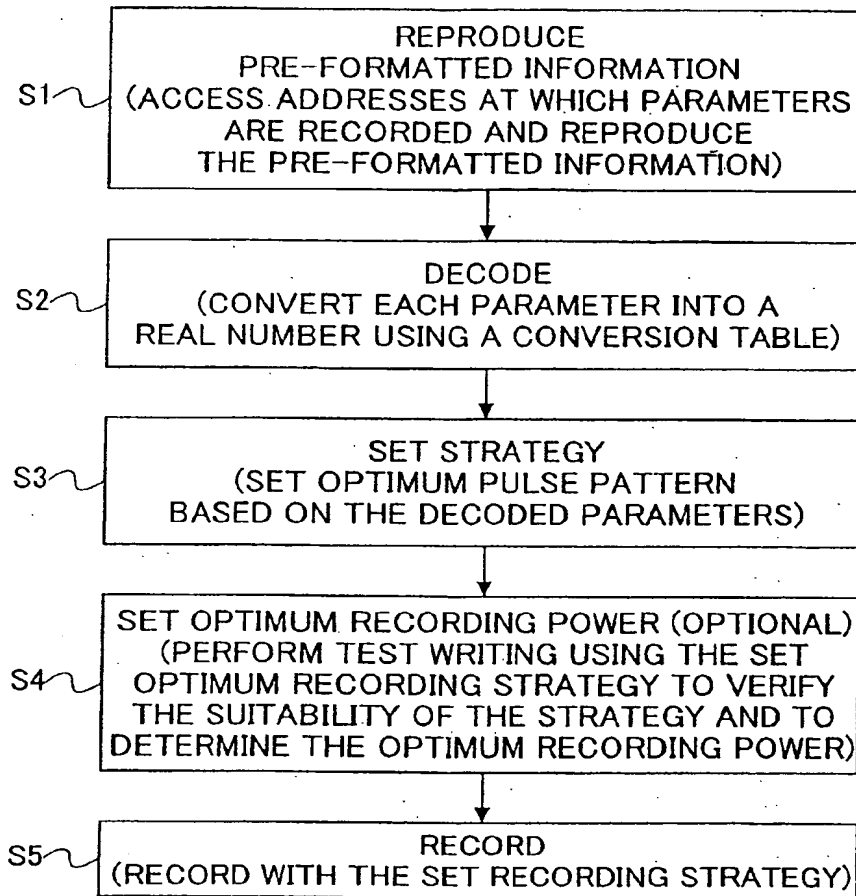 REPRODUCE
PRE-FORMATTED INFORMATION
S1
(ACCESS ADDRESSES AT WHICH PARAMETERS
ARE RECORDED AND REPRODUCE
THE PRE-FORMATTED INFORMATION)
DECODE
S2
(CONVERT EACH PARAMETER INTO A
REAL NUMBER USING A CONVERSION TABLE)
SET STRATEGY
S3
(SET OPTIMUM PULSE PATTERN
BASED ON THE DECODED PARAMETERS)
SET OPTIMUM RECORDING POWER (OPTIONAL)
(PERFORM TEST WRITING USING THE SET
S4
OPTIMUM RECORDING STRATEGY TO VERIFY
THE SUITABILITY OF THE STRATEGY AND TO
DETERMINE THE OPTIMUM RECORDING POWER)
RECORD
S5
(RECORD WITH THE SET RECORDING STRATEGY)